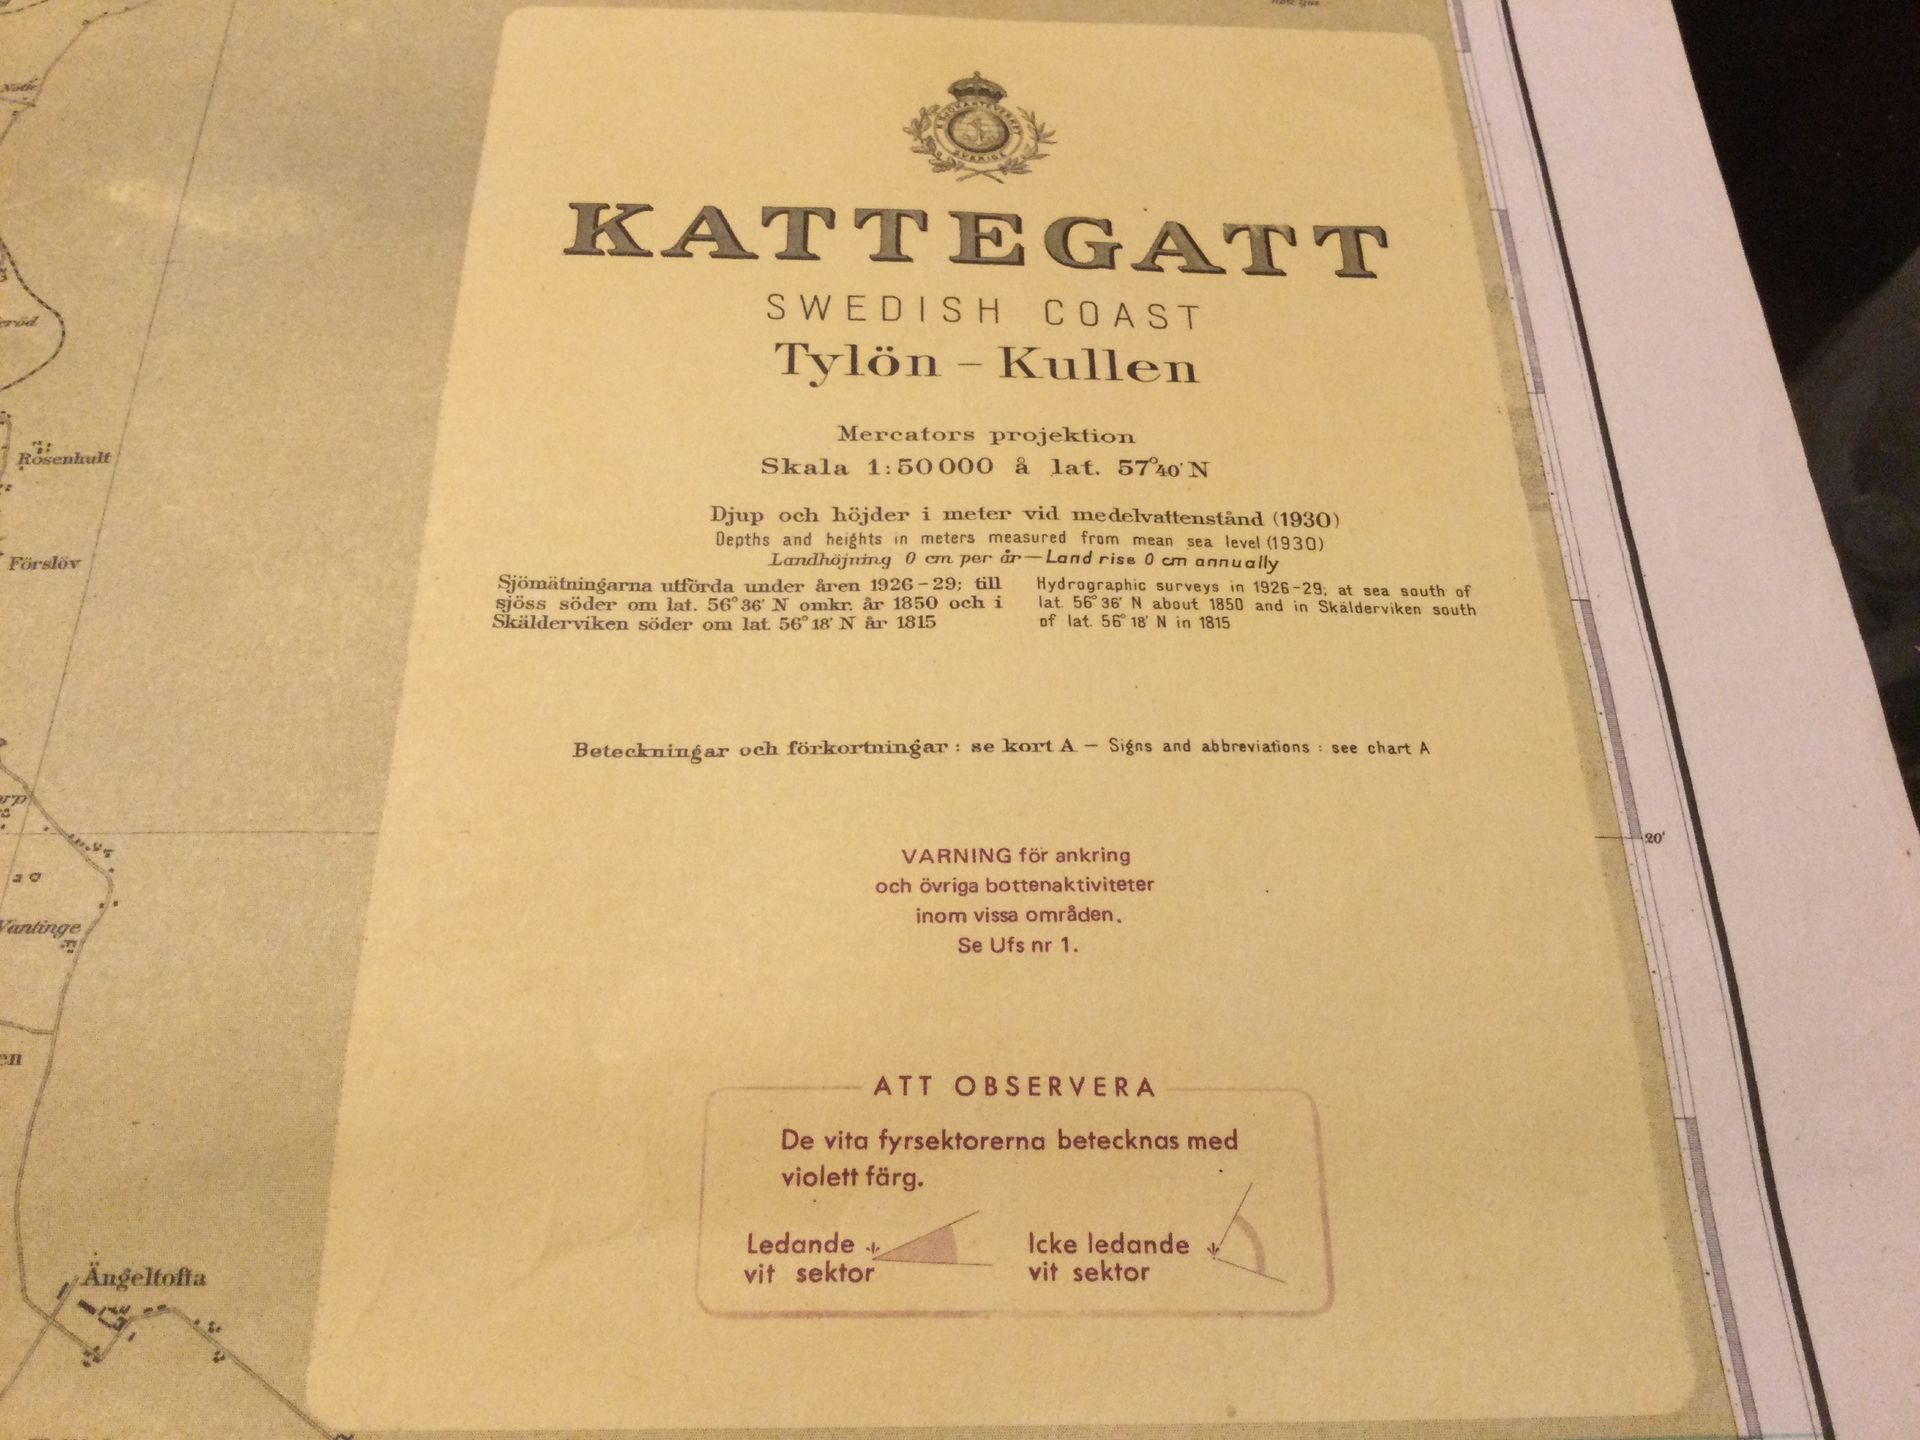 KATTEGATT
SWEDISH COAST
Tylön – Kullen
Mercators projektion
Skala 1:50 000 å lat. 57°40' N
Djup och höjder i meter vid medelvattenstånd (1930)
Depths and heights in meters measured from mean sea level (1930)
Landhöjning 0 cm per år — Land rise 0 cm annually
Sjömätningarna utförda under åren 1926–29; till
sjöss söder om lat. 56°36' N omkr. år 1850 och i
Skälderviken söder om lat. 56°18' N år 1815
Hydrographic surveys in 1926–29; at sea south of
lat. 56°36' N about 1850 and in Skälderviken south
of lat. 56°18' N in 1815
Beteckningar och förkortningar : se kort A – Signs and abbreviations : see chart A
VARNING för ankring
och övriga bottenaktiviteter
inom vissa områden.
Se Ufs nr 1.
ATT OBSERVERA
De vita fyrsektorerna betecknas med
violett färg.
Ledande
vit sektor
Icke ledande
vit sektor
Rösenhult
Förslöv
Vantinge
Ängeltofta
20'
SVERIGE